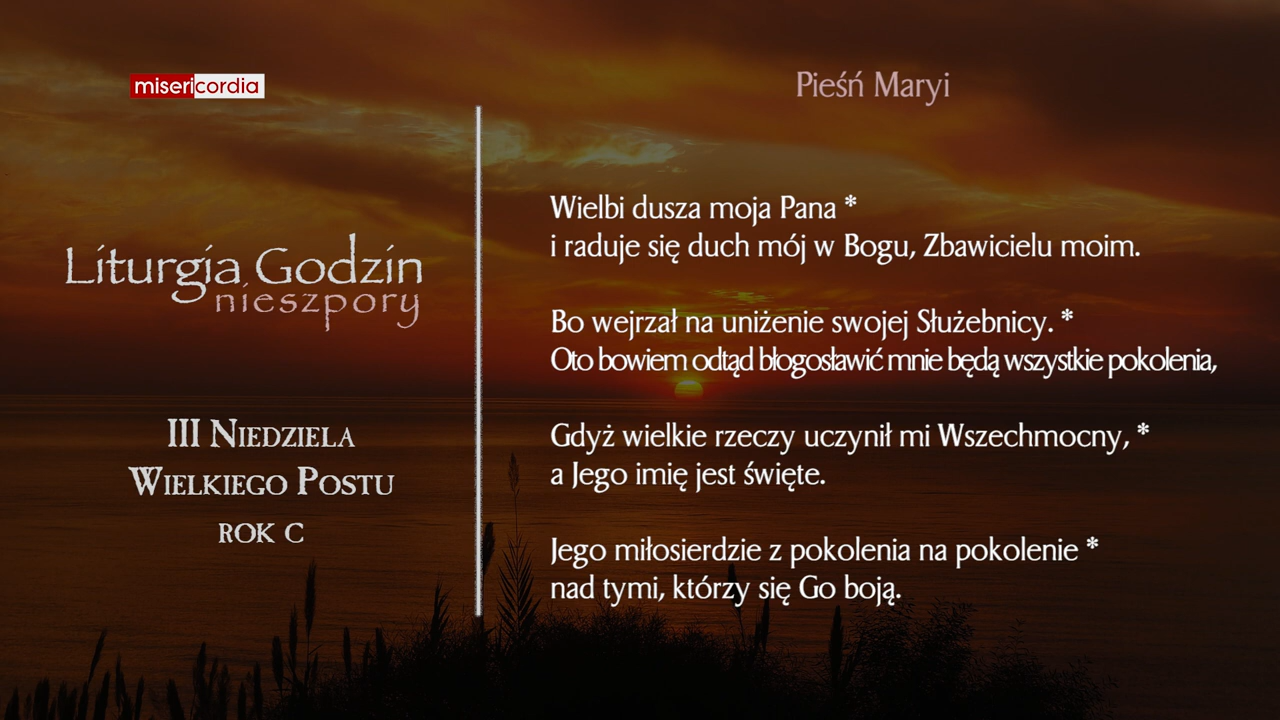 misericordia
Liturgia Godzin
nieszpory
III Niedziela
Wielkiego Postu
rok C
Pieśń Maryi
Wielbi dusza moja Pana *
i raduje się duch mój w Bogu, Zbawicielu moim.
Bo wejrzał na uniżenie swojej Służebnicy. *
Oto bowiem odtąd błogosławić mnie będą wszystkie pokolenia,
Gdyż wielkie rzeczy uczynił mi Wszechmocny, *
a Jego imię jest święte.
Jego miłosierdzie z pokolenia na pokolenie *
nad tymi, którzy się Go boją.